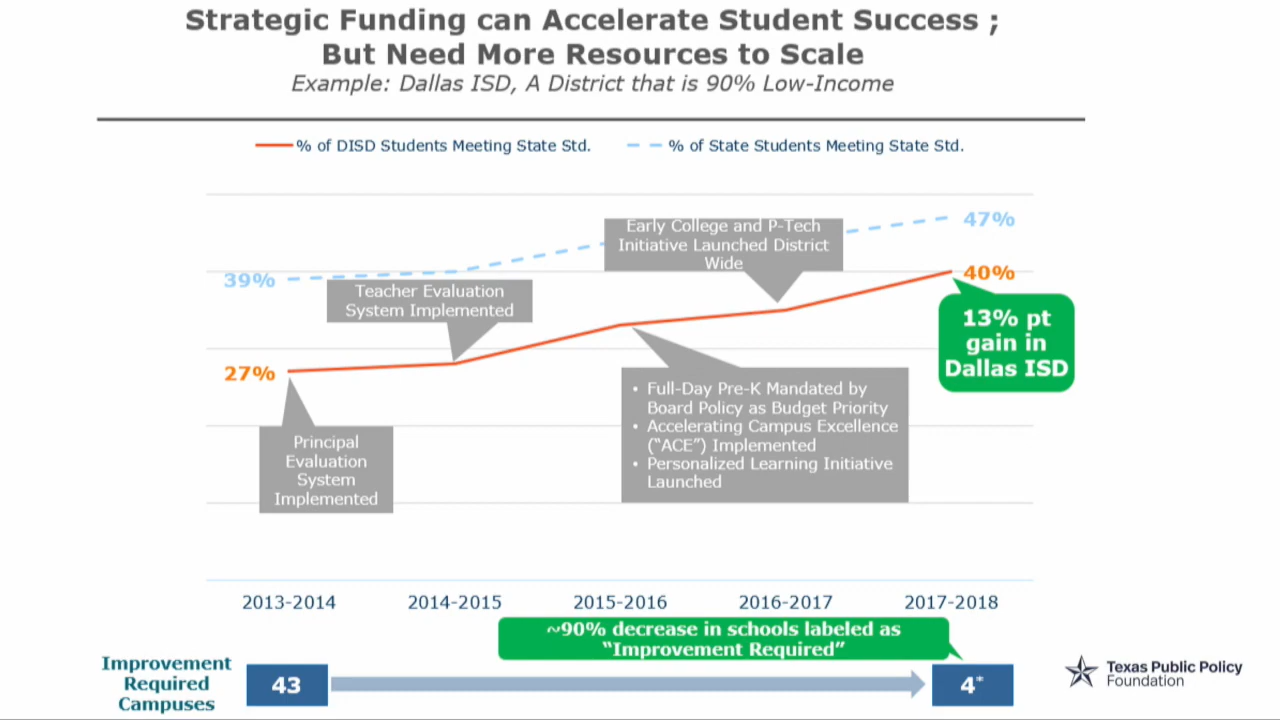 Strategic Funding can Accelerate Student Success ;
But Need More Resources to Scale
Example: Dallas ISD, A District that is 90% Low-Income
% of DISD Students Meeting State Std.
% of State Students Meeting State Std.
47%
Early College and P-Tech
Initiative Launched District
Wide
39%
40%
Teacher Evaluation
System Implemented
13% pt
gain in
Dallas ISD
27%
• Full-Day Pre-K Mandated by
Board Policy as Budget Priority
• Accelerating Campus Excellence
("ACE") Implemented
• Personalized Learning Initiative
Launched
Principal
Evaluation
System
Implemented
2013-2014
2014-2015
2015-2016
2016-2017
2017-2018
~90% decrease in schools labeled as
"Improvement Required"
Improvement
Required
Campuses
43
4*
Texas Public Policy
Foundation